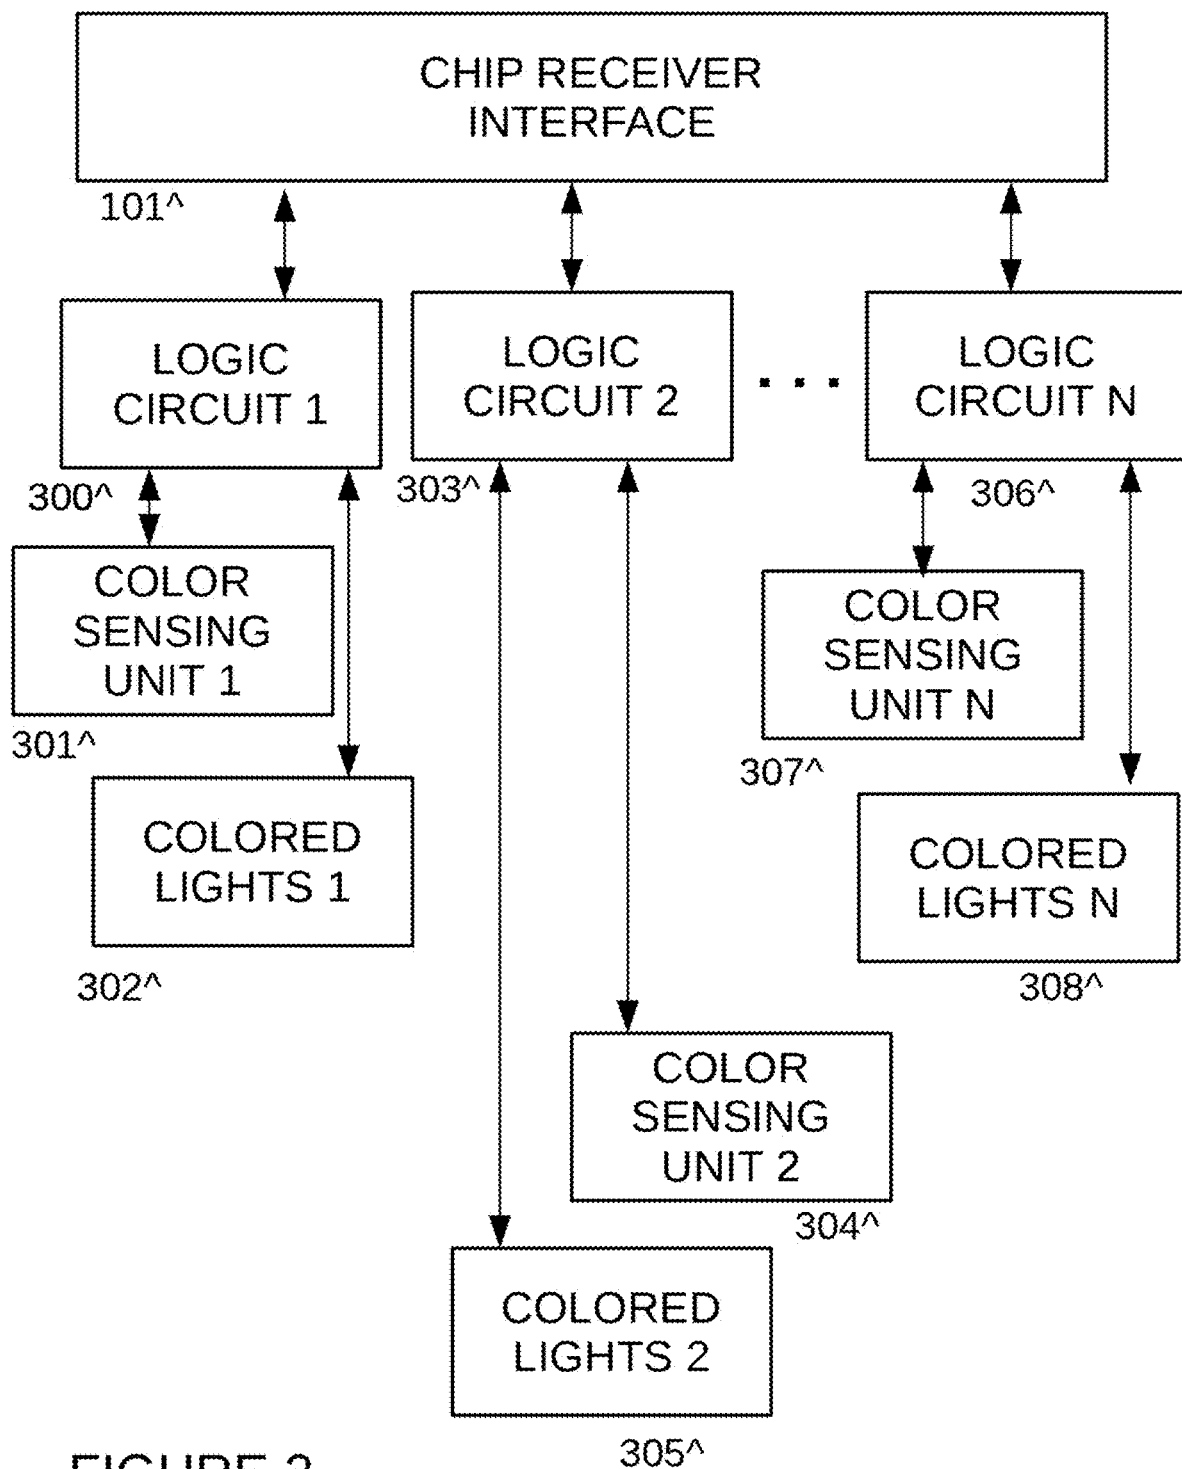 CHIP RECEIVER
INTERFACE
101^
LOGIC
CIRCUIT 1
LOGIC
CIRCUIT 2
. . .
LOGIC
CIRCUIT N
300^
303^
306^
COLOR
SENSING
UNIT 1
COLOR
SENSING
UNIT N
301^
307^
COLORED
LIGHTS 1
COLORED
LIGHTS N
302^
308^
COLOR
SENSING
UNIT 2
304^
COLORED
LIGHTS 2
305^
FIGURE